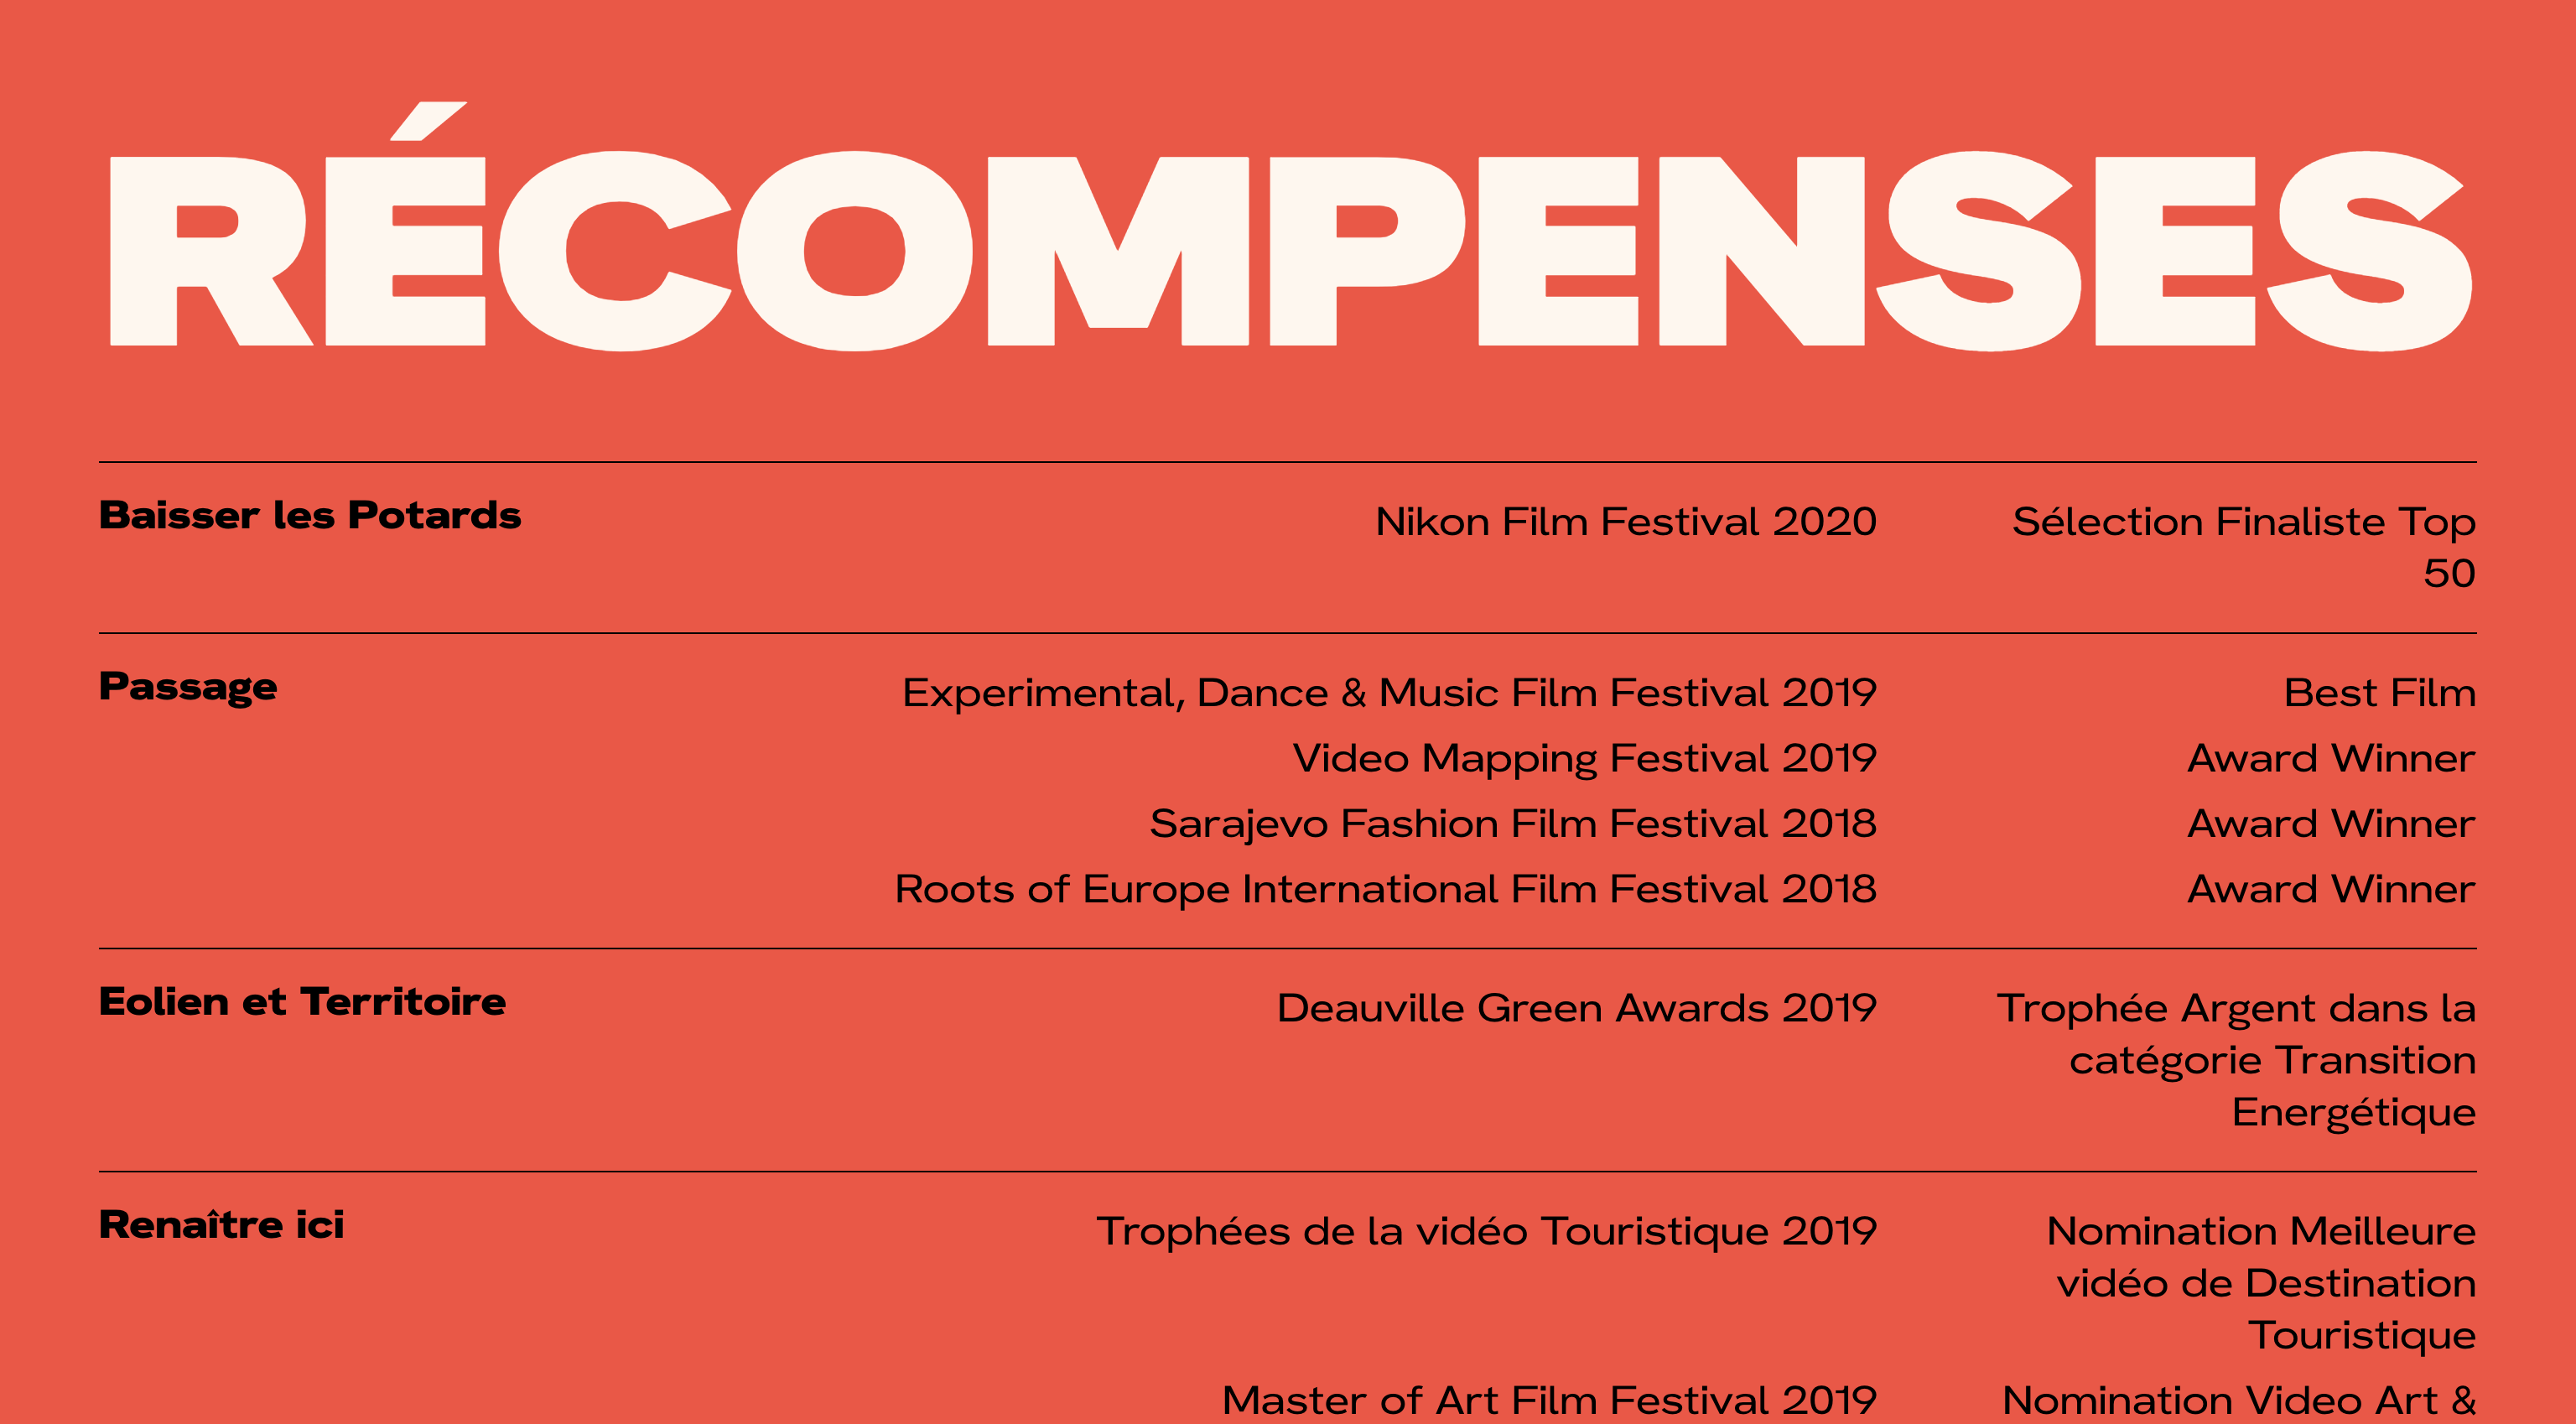 RÉCOMPENSES
Baisser les Potards
Nikon Film Festival 2020
Sélection Finaliste Top
50
Passage
Experimental, Dance & Music Film Festival 2019
Best Film
Video Mapping Festival 2019
Award Winner
Sarajevo Fashion Film Festival 2018
Award Winner
Roots of Europe International Film Festival 2018
Award Winner
Eolien et Territoire
Deauville Green Awards 2019
Trophée Argent dans la
catégorie Transition
Energétique
Renaître ici
Trophées de la vidéo Touristique 2019
Nomination Meilleure
vidéo de Destination
Touristique
Master of Art Film Festival 2019
Nomination Video Art &